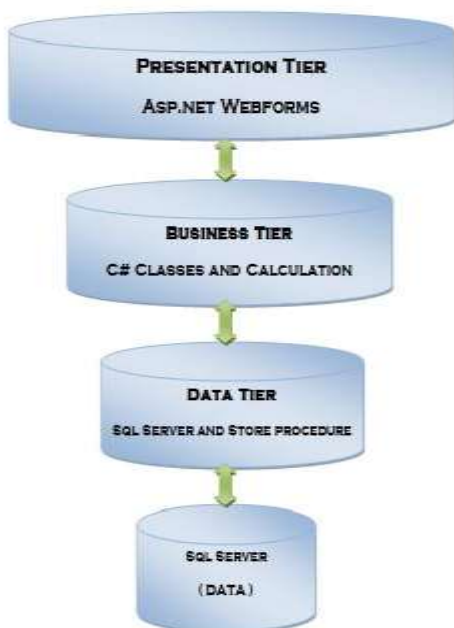 Presentation Tier
Asp.net Webforms
Business Tier
C# Classes and Calculation
Data Tier
Sql Server and Store procedure
Sql Server
(Data)